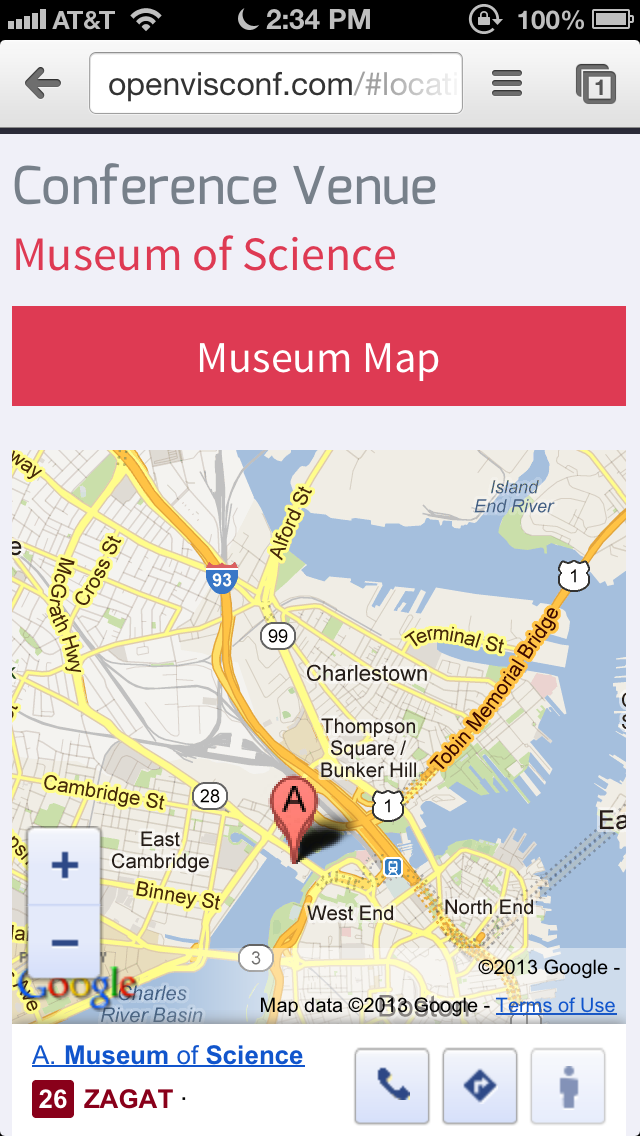 AT&T 2:34 PM 100%
openvisconf.com/#locati
1
Conference Venue
Museum of Science
Museum Map
way
Island
End River
Alford St
93
1
Cross St
McGrath Hwy
99
Terminal St
Charlestown
Tobin Memorial Bridge
Thompson
Square /
Bunker Hill
Cambridge St
28
A
1
Ea
East
Cambridge
Binney St
West End
North End
3
©2013 Google -
Google
Charles
River Basin
Boston
Map data ©2013 Google - Terms of Use
A. Museum of Science
26 ZAGAT ·